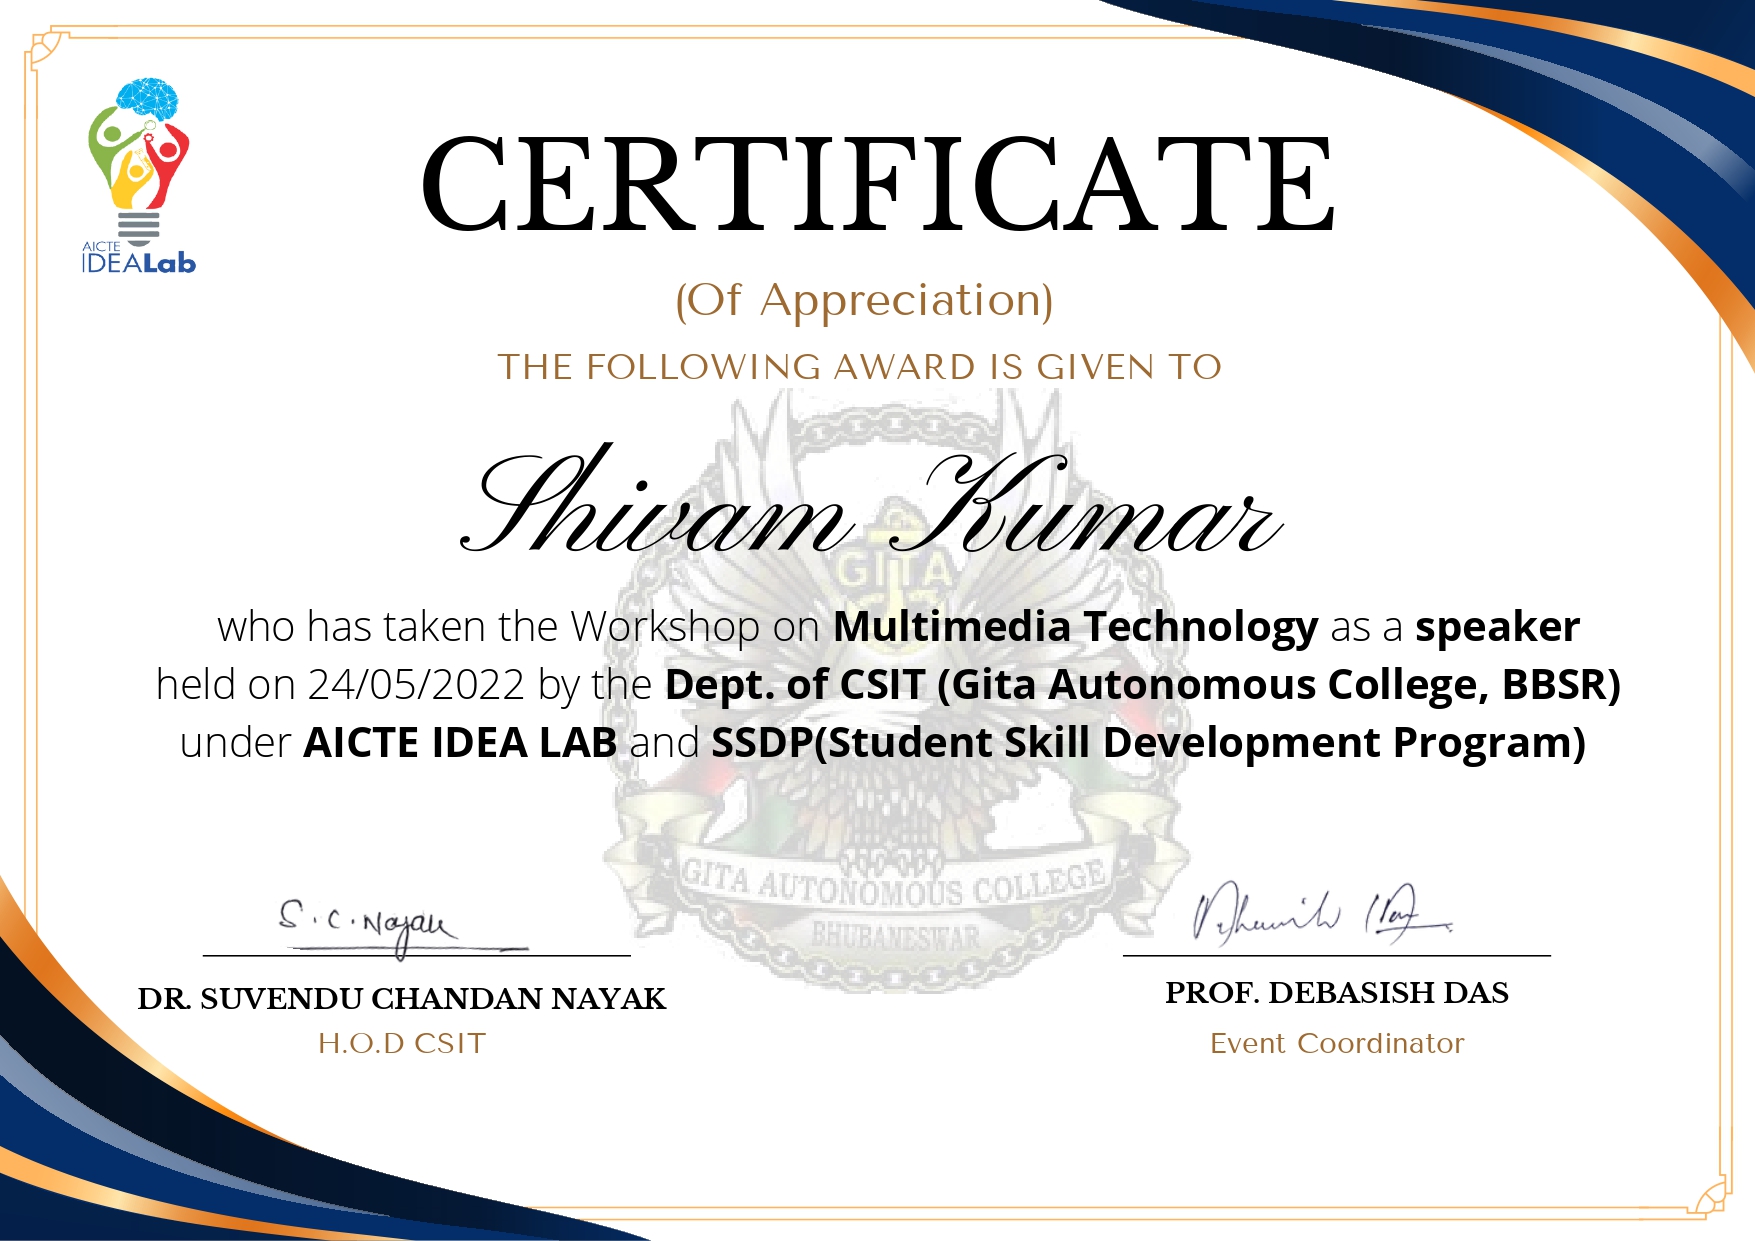 AICTE
IDEALab
CERTIFICATE
(Of Appreciation)
THE FOLLOWING AWARD IS GIVEN TO
Shivam Kumar
GITA
who has taken the Workshop on Multimedia Technology as a speaker
held on 24/05/2022 by the Dept. of CSIT (Gita Autonomous College, BBSR)
under AICTE IDEA LAB and SSDP(Student Skill Development Program)
GITA AUTONOMOUS COLLEGE
BHUBANESWAR
S.C.Nayak
DR. SUVENDU CHANDAN NAYAK
H.O.D CSIT
PROF. DEBASISH DAS
Event Coordinator